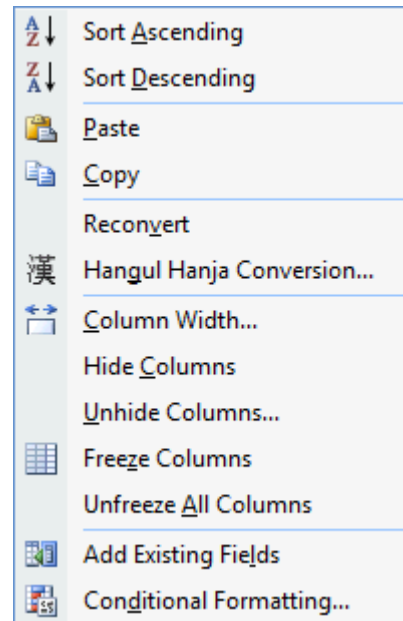 Sort Ascending
Sort Descending
Paste
Copy
Reconvert
漢 Hangul Hanja Conversion...
Column Width...
Hide Columns
Unhide Columns...
Freeze Columns
Unfreeze All Columns
Add Existing Fields
Conditional Formatting...